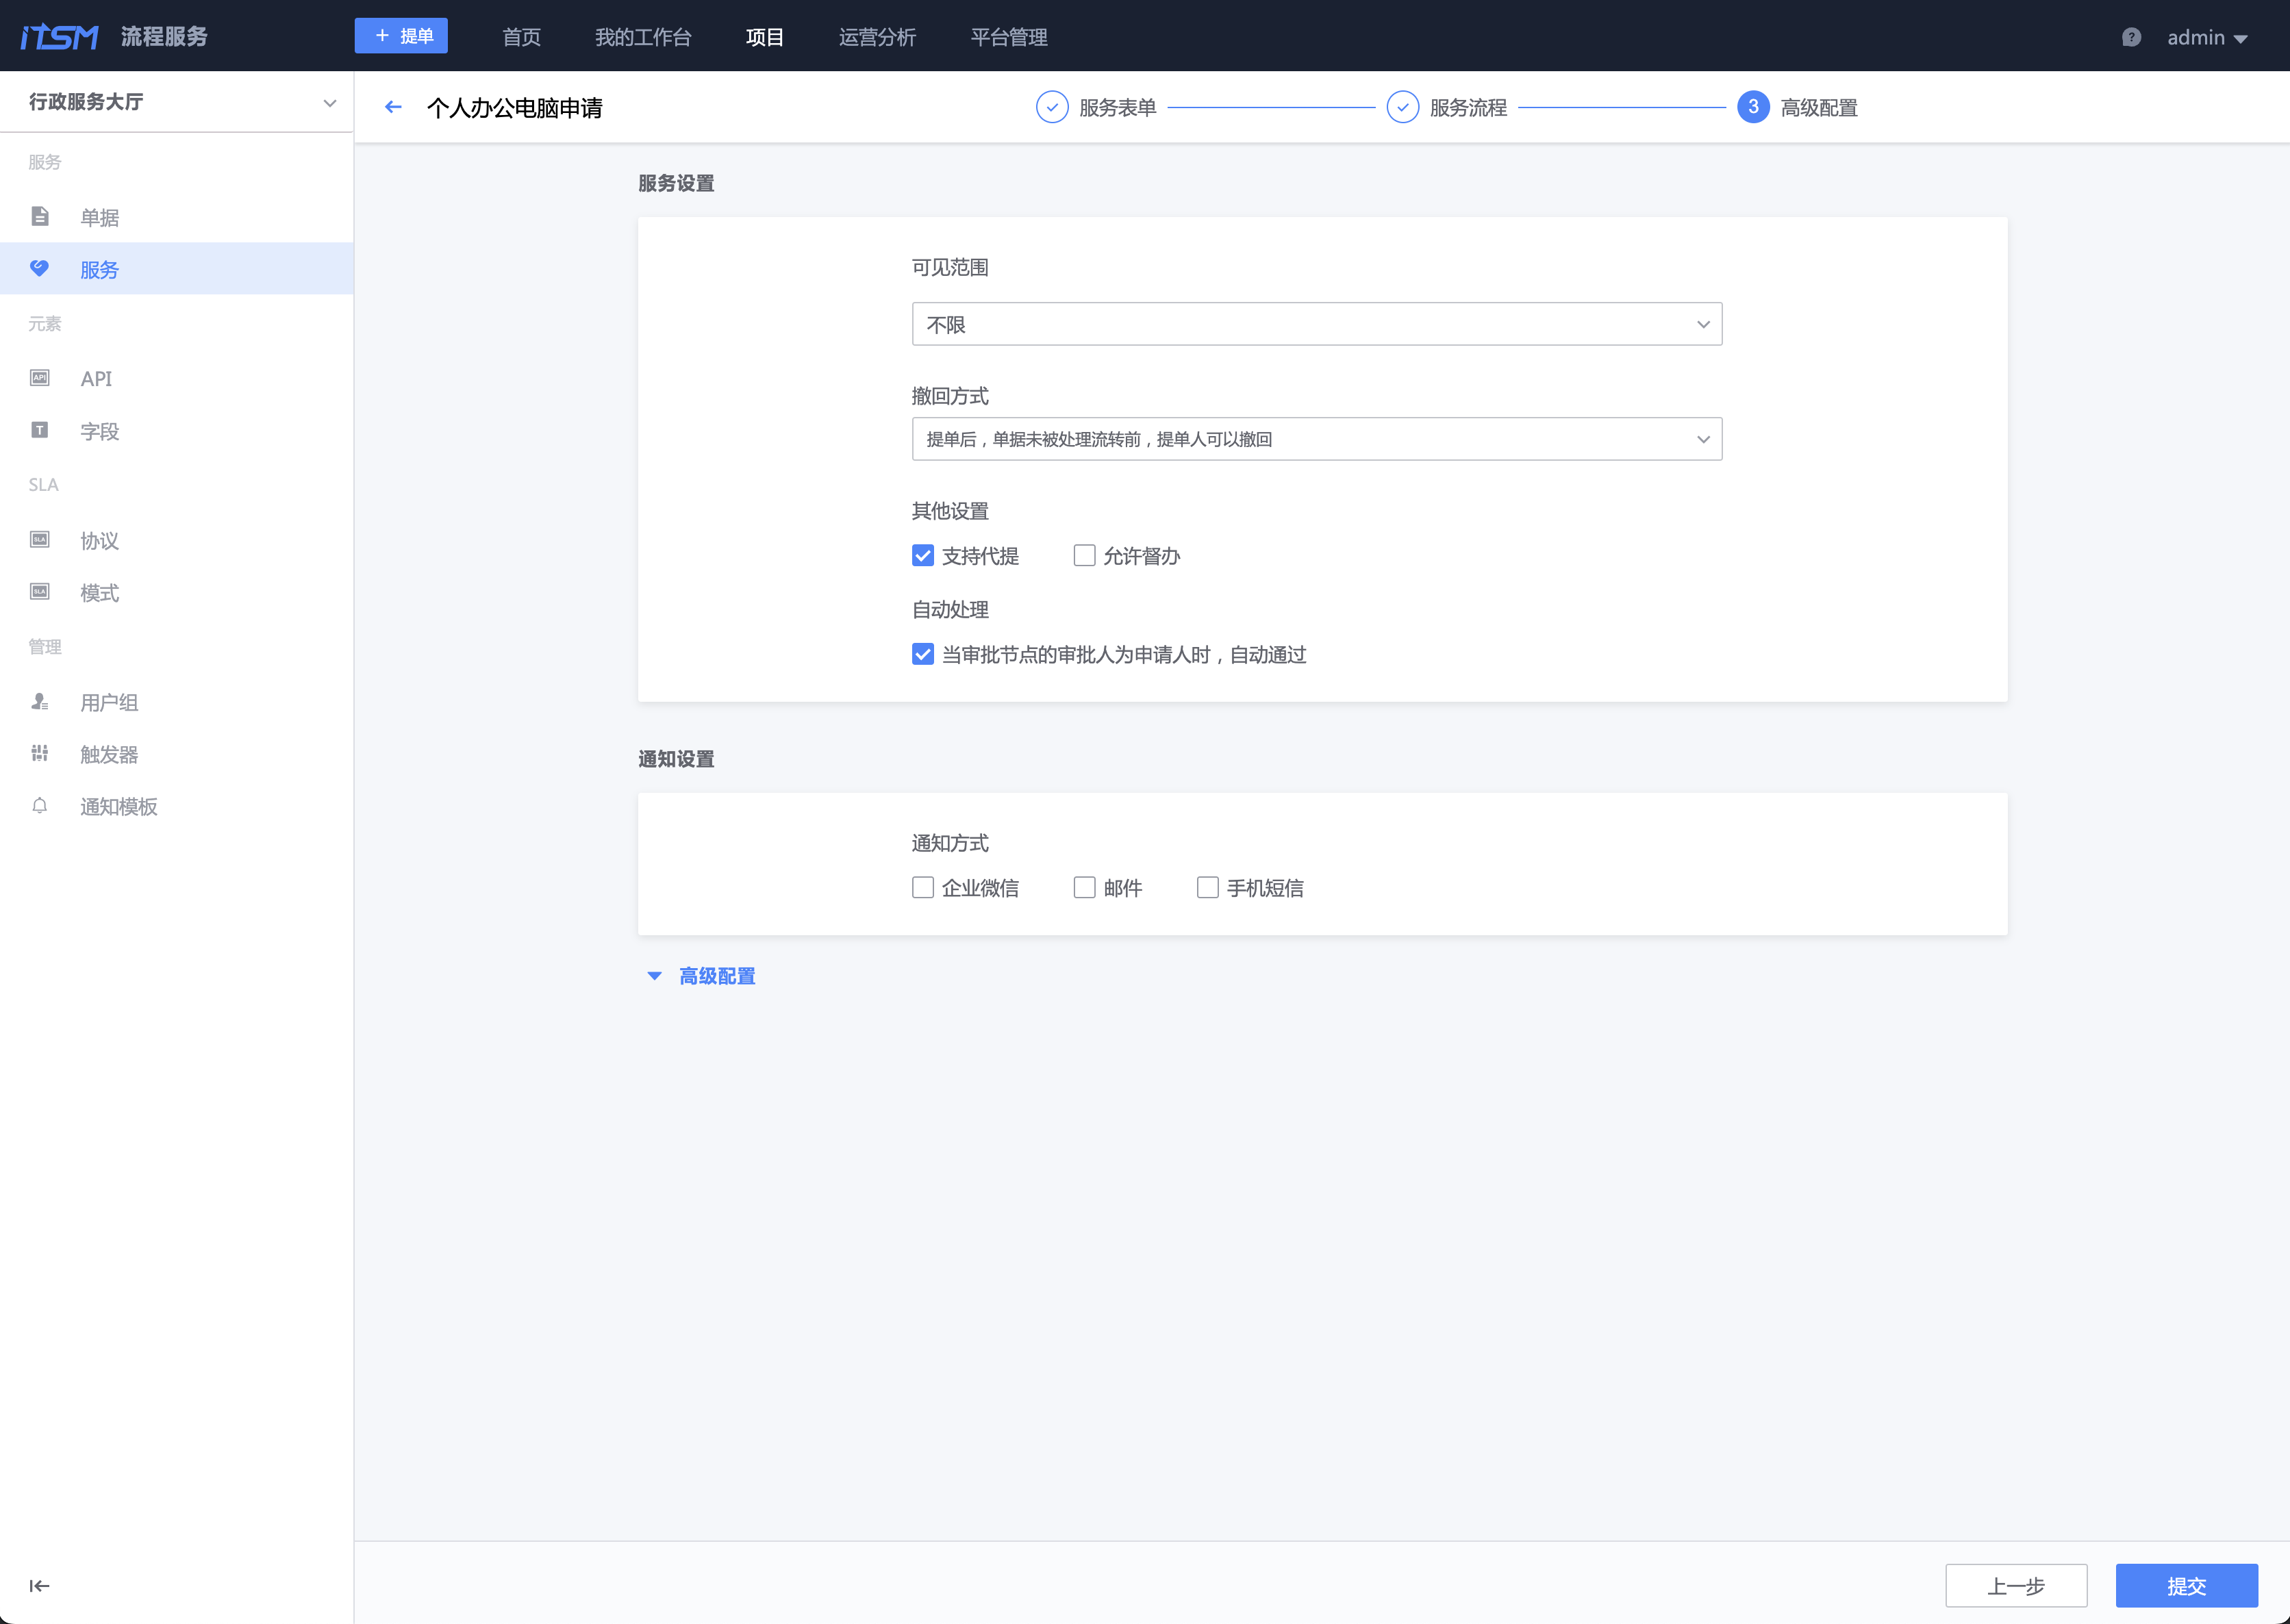 iTSM 流程服务 + 提单 首页 我的工作台 项目 运营分析 平台管理 ? admin
行政服务大厅
个人办公电脑申请 服务表单 服务流程 3 高级配置
服务
单据
服务
元素
API API
T 字段
SLA
SLA 协议
SLA 模式
管理
用户组
触发器
通知模板
服务设置
可见范围
不限
撤回方式
提单后，单据未被处理流转前，提单人可以撤回
其他设置
支持代提 允许督办
自动处理
当审批节点的审批人为申请人时，自动通过
通知设置
通知方式
企业微信 邮件 手机短信
高级配置
上一步 提交